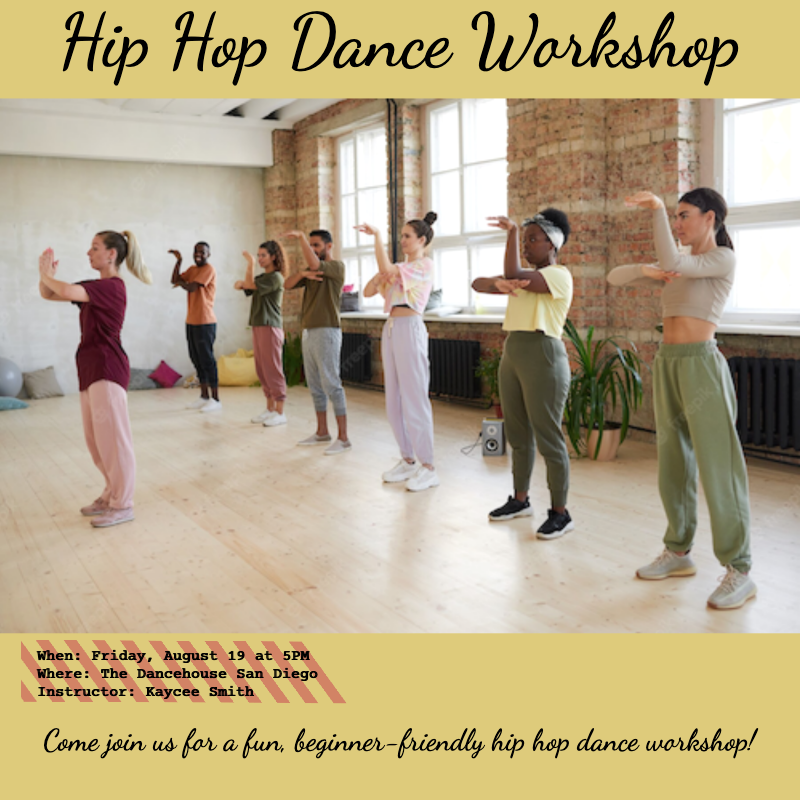 Hip Hop Dance Workshop
When: Friday, August 19 at 5PM
Where: The Dancehouse San Diego
Instructor: Kaycee Smith
Come join us for a fun, beginner-friendly hip hop dance workshop!